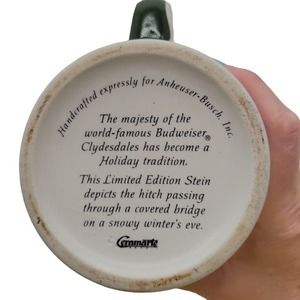 Handcrafted expressly for Anheuser-Busch, Inc.
The majesty of the
world-famous Budweiser®
Clydesdales has become a
Holiday tradition.
This Limited Edition Stein
depicts the hitch passing
through a covered bridge
on a snowy winter's eve.
Ceramarte